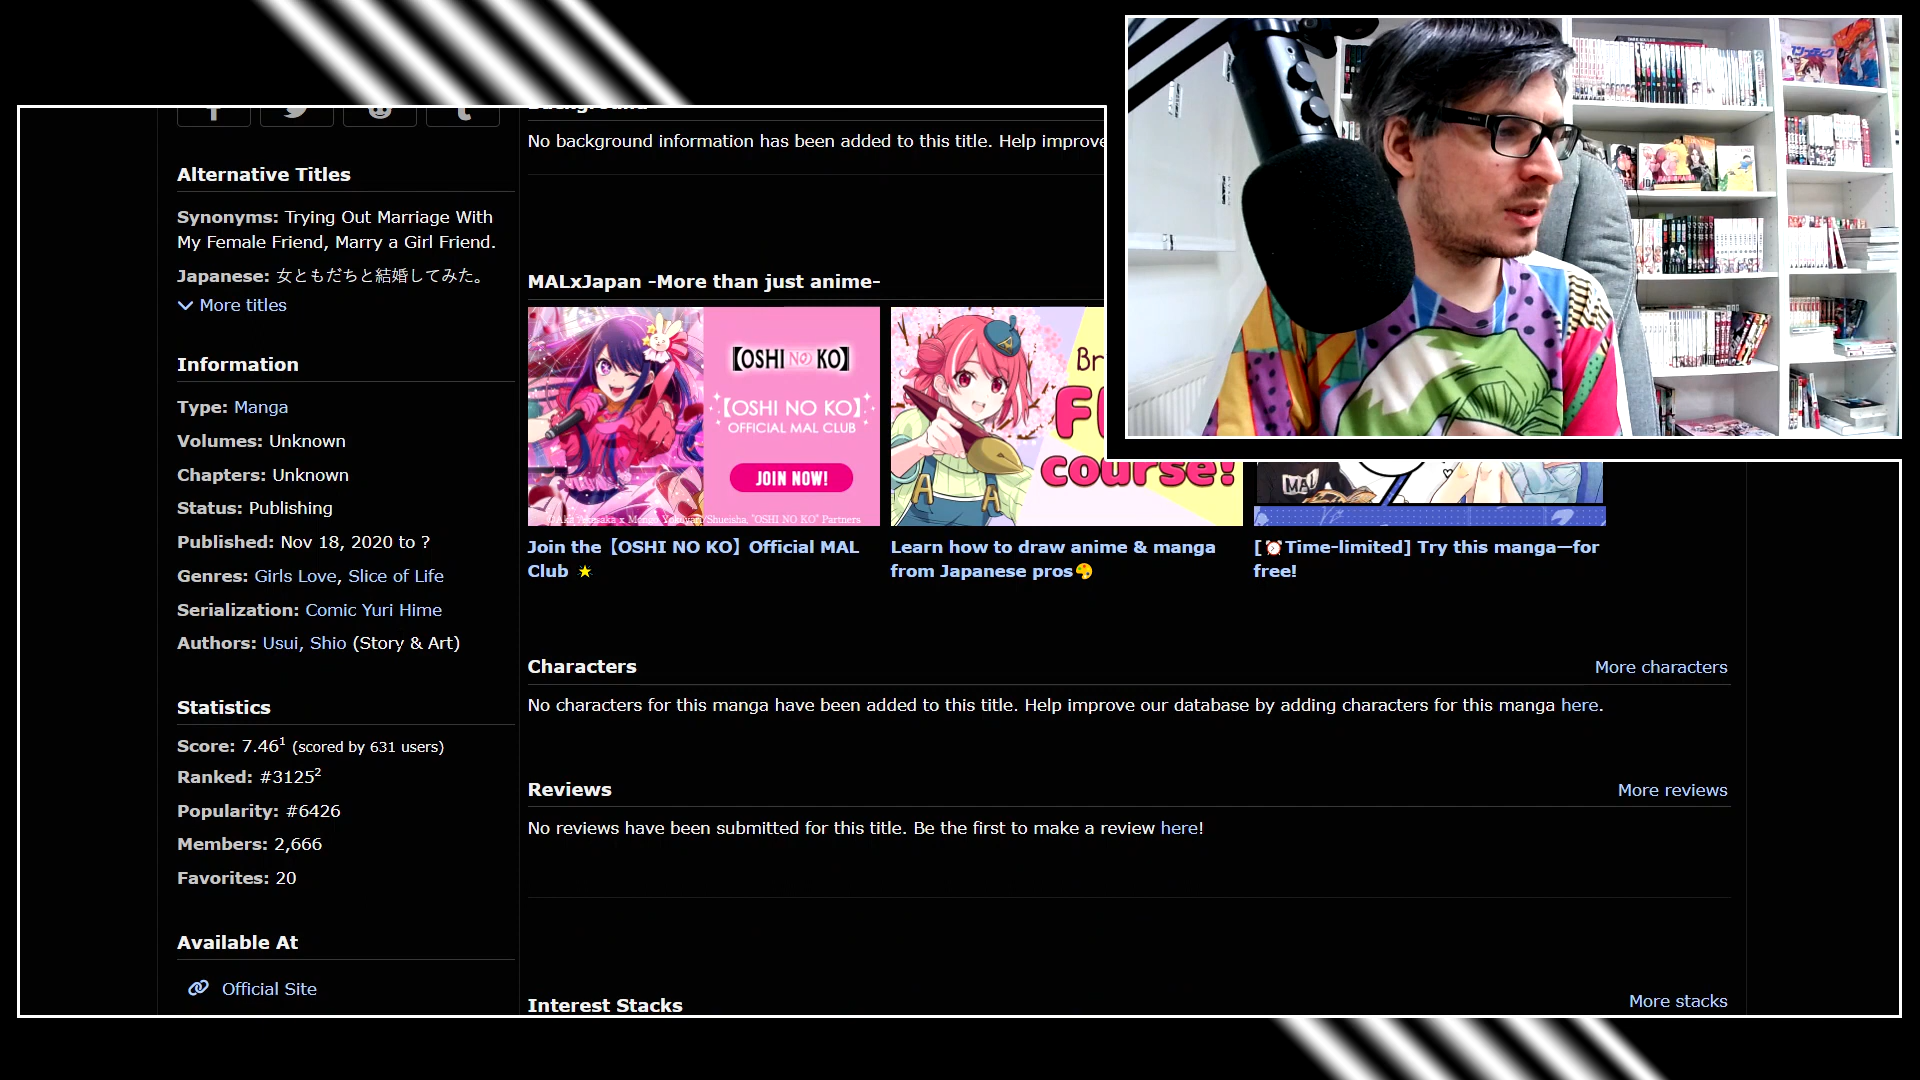 Alternative Titles
Synonyms: Trying Out Marriage With
My Female Friend, Marry a Girl Friend.
Japanese: 女ともだちと結婚してみた。
More titles
Information
Type: Manga
Volumes: Unknown
Chapters: Unknown
Status: Publishing
Published: Nov 18, 2020 to ?
Genres: Girls Love, Slice of Life
Serialization: Comic Yuri Hime
Authors: Usui, Shio (Story & Art)
Statistics
Score: 7.46¹ (scored by 631 users)
Ranked: #3125²
Popularity: #6426
Members: 2,666
Favorites: 20
Available At
Official Site
No background information has been added to this title. Help improve
MALxJapan -More than just anime-
【OSHI NO KO】
【OSHI NO KO】
OFFICIAL MAL CLUB
JOIN NOW!
course!
MAL
Join the【OSHI NO KO】Official MAL
Club
Learn how to draw anime & manga
from Japanese pros
[Time-limited] Try this manga—for
free!
Characters
More characters
No characters for this manga have been added to this title. Help improve our database by adding characters for this manga here.
Reviews
More reviews
No reviews have been submitted for this title. Be the first to make a review here!
Interest Stacks
More stacks